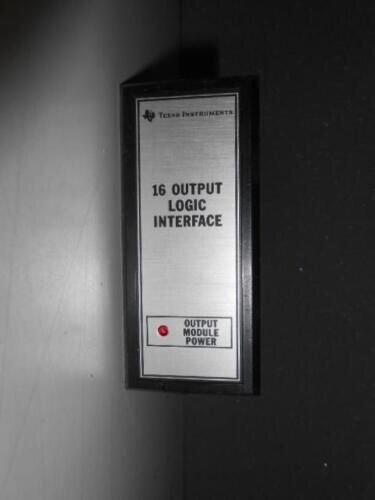 TEXAS INSTRUMENTS
16 OUTPUT
LOGIC
INTERFACE
OUTPUT
MODULE
POWER